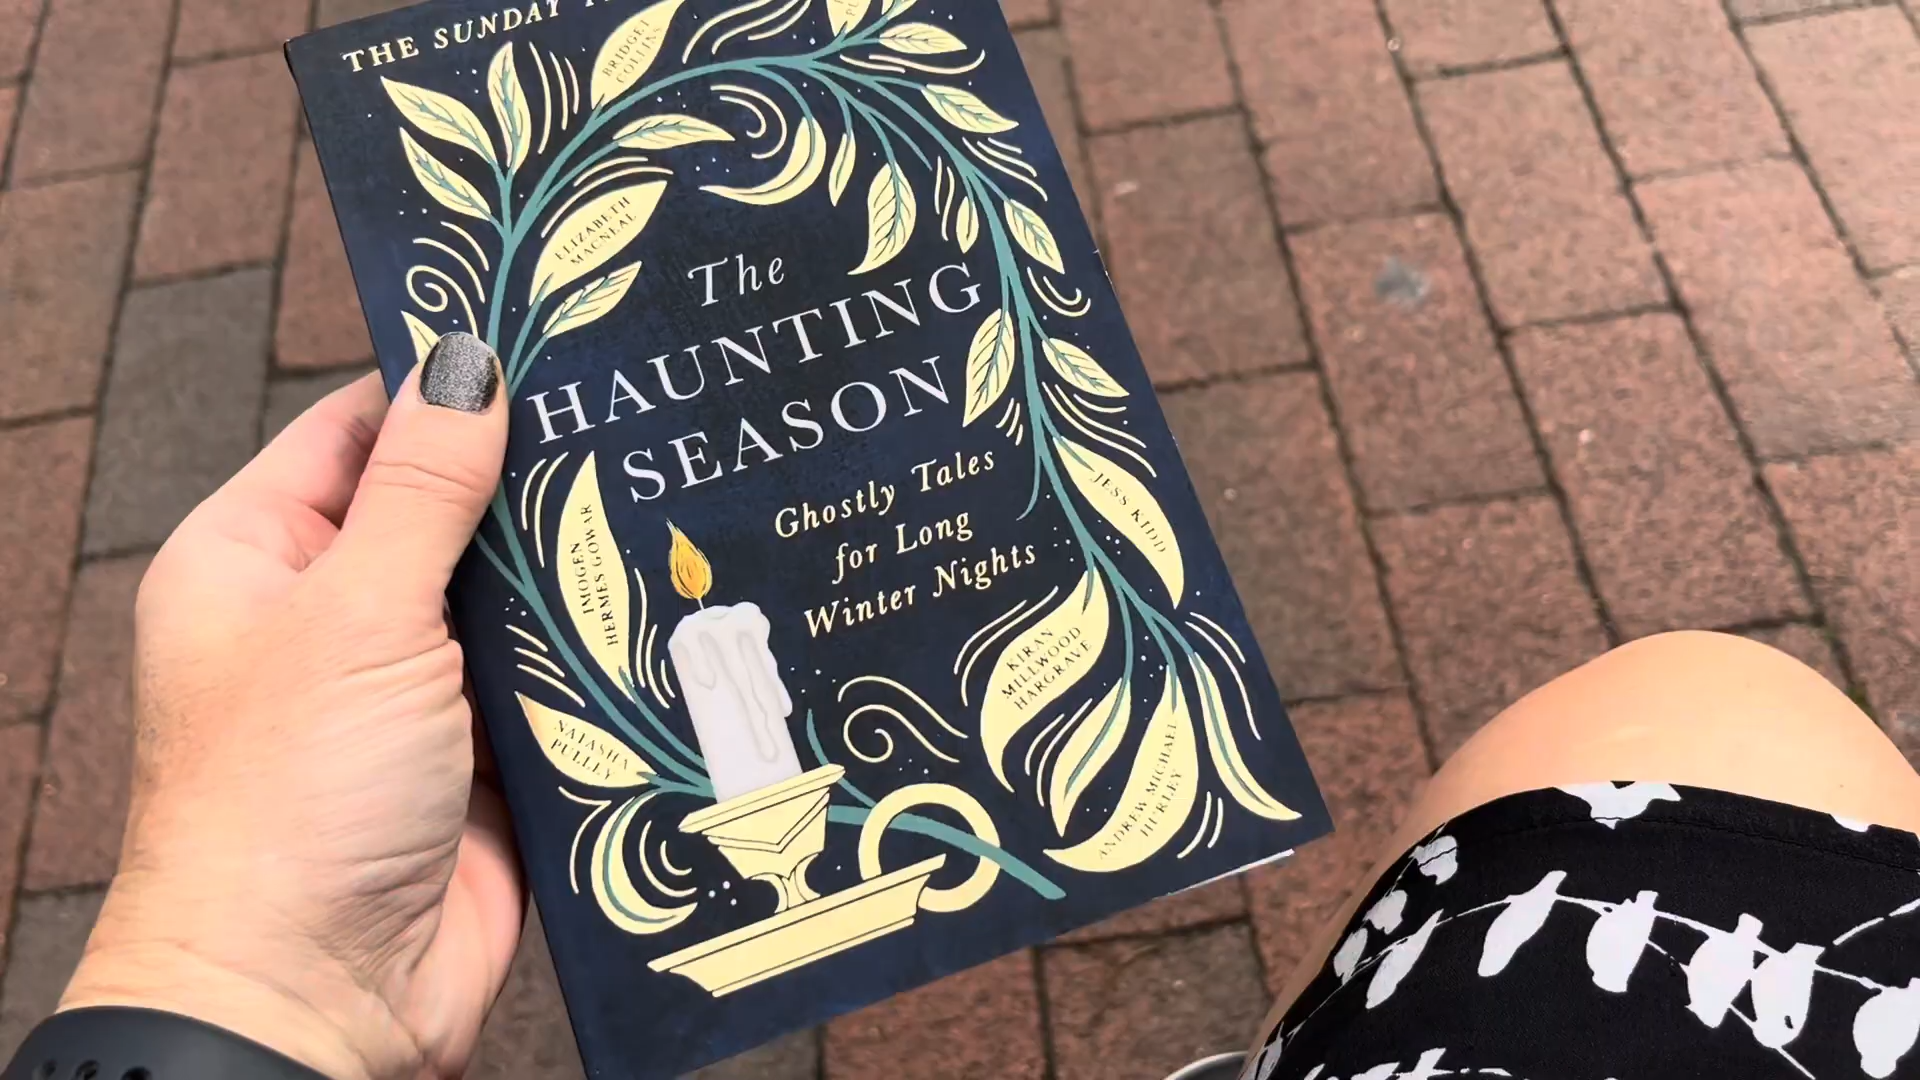 THE SUNDAY
BRIDGET
COLLINS
ELIZABETH
MACNEAL
The
HAUNTING
SEASON
Ghostly Tales
for Long
Winter Nights
JESS KIDD
IMOGEN
HERMES GOWAR
KIRAN
MILLWOOD
HARGRAVE
NATASHA
PULLEY
ANDREW MICHAEL
HURLEY